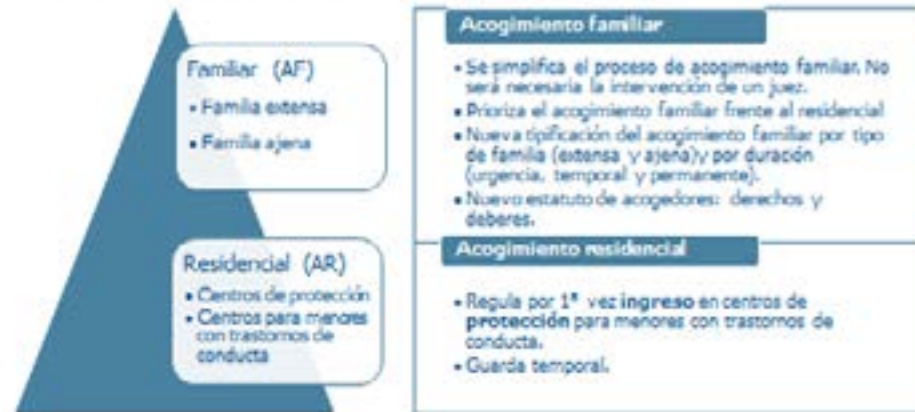 Familiar (AF)
• Familia extensa
• Familia ajena
Residencial (AR)
• Centros de protección
• Centros para menores
con trastornos de
conducta
Acogimiento familiar
• Se simplifica el proceso de acogimiento familiar. No
será necesaria la intervención de un juez.
• Prioriza el acogimiento familiar frente al residencial
• Nueva tipificación del acogimiento familiar por tipo
de familia (extensa y ajena)y por duración
(urgencia, temporal y permanente).
• Nuevo estatuto de acogedores: derechos y
deberes.
Acogimiento residencial
• Regula por 1ª vez ingreso en centros de
protección para menores con trastornos de
conducta.
• Guarda temporal.